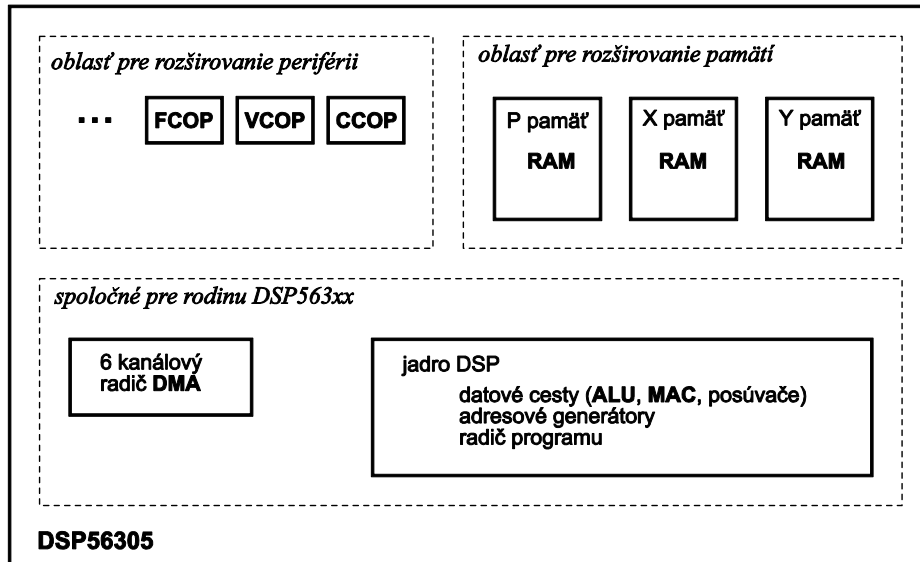 oblasť pre rozširovanie periférii
... FCOP VCOP CCOP
oblasť pre rozširovanie pamätí
P pamäť
RAM
X pamäť
RAM
Y pamäť
RAM
spoločné pre rodinu DSP563xx
6 kanálový
radič DMA
jadro DSP
datové cesty (ALU, MAC, posúvače)
adresové generátory
radič programu
DSP56305